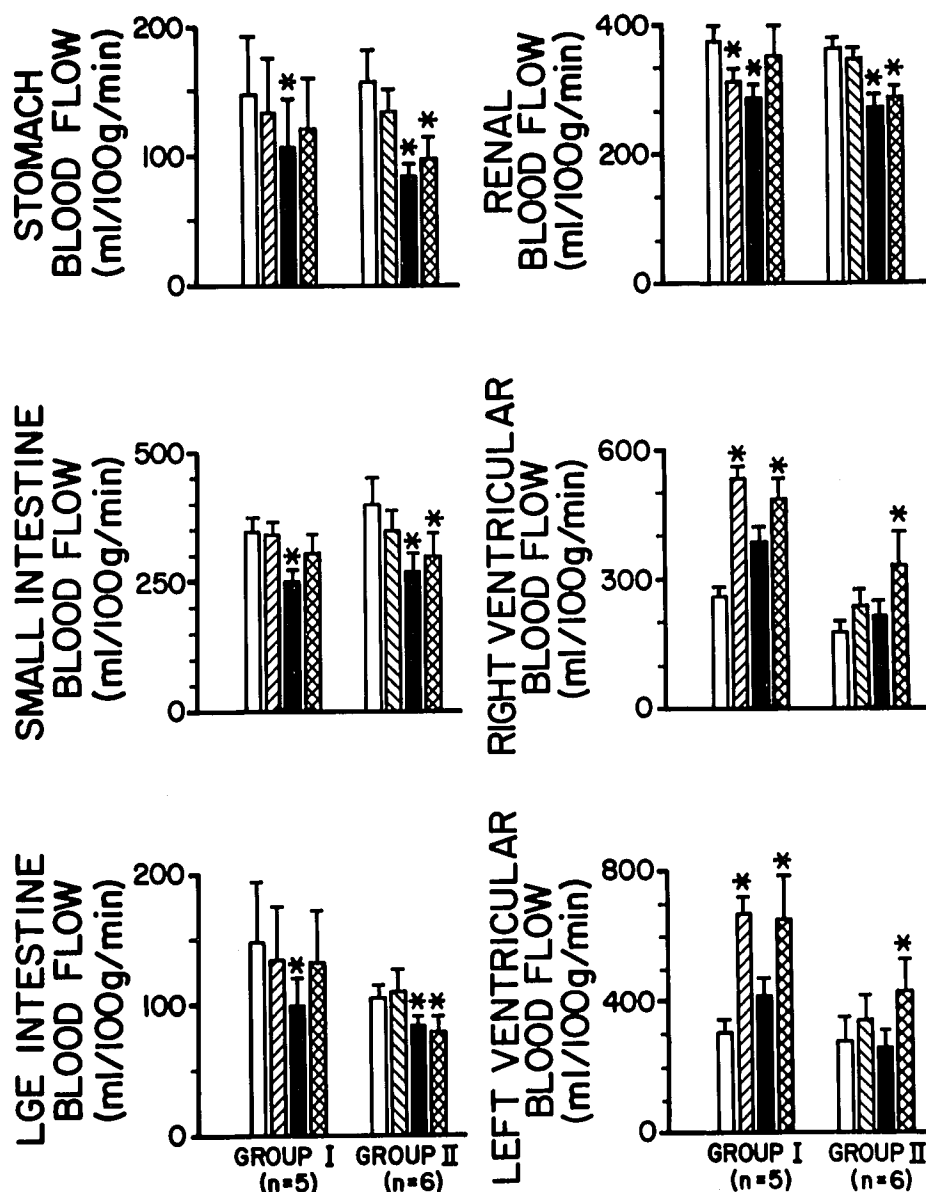 STOMACH
BLOOD FLOW
(ml/100g/min)
200
100
0
*
*
*
RENAL
BLOOD FLOW
(ml/100g/min)
400
200
0
*
*
*
*
SMALL INTESTINE
BLOOD FLOW
(ml/100g/min)
500
250
0
*
*
*
RIGHT VENTRICULAR
BLOOD FLOW
(ml/100g/min)
600
300
0
*
*
*
LGE INTESTINE
BLOOD FLOW
(ml/100g/min)
200
100
0
*
*
*
GROUP I
(n=5)
GROUP II
(n=6)
LEFT VENTRICULAR
BLOOD FLOW
(ml/100g/min)
800
400
0
*
*
*
GROUP I
(n=5)
GROUP II
(n=6)